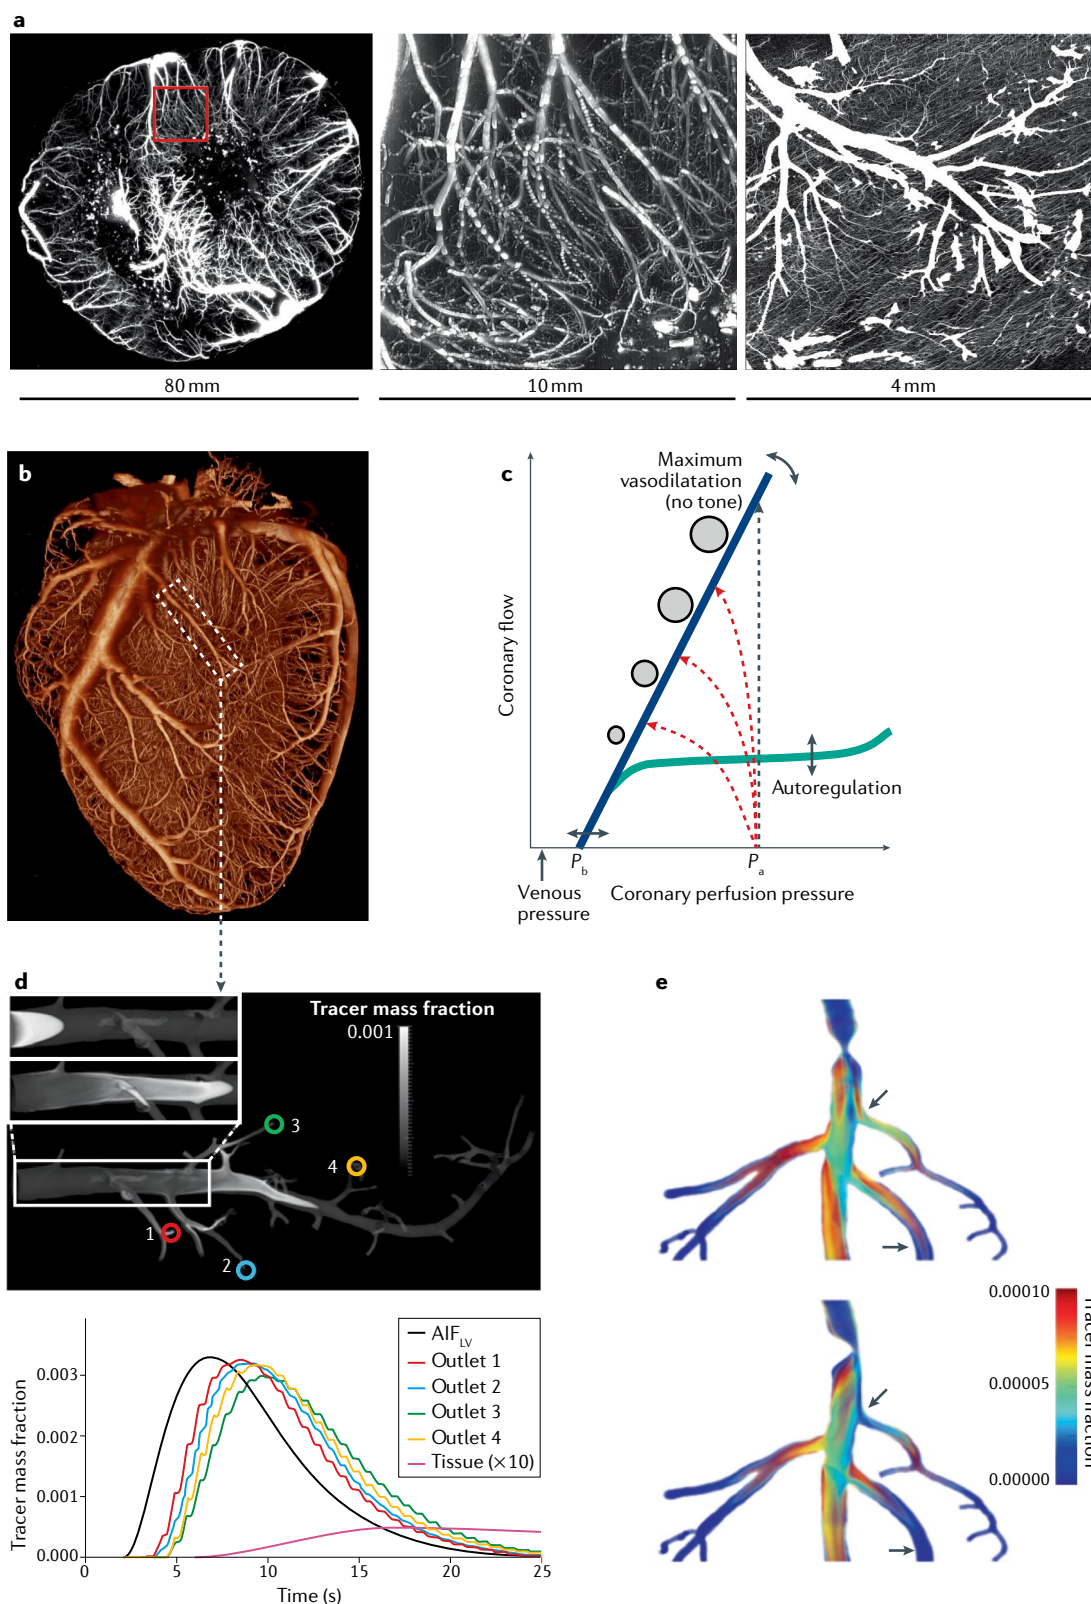 a
80 mm
10 mm
4 mm
b
c
Maximum
vasodilatation
(no tone)
Coronary flow
Autoregulation
P_b
P_a
Venous
pressure
Coronary perfusion pressure
d
Tracer mass fraction
0.001
3
4
1
2
Tracer mass fraction
0.003
0.002
0.001
0.000
0
5
10
15
20
25
Time (s)
AIF_LV
Outlet 1
Outlet 2
Outlet 3
Outlet 4
Tissue (×10)
e
0.00010
0.00005
0.00000
Tracer mass fraction